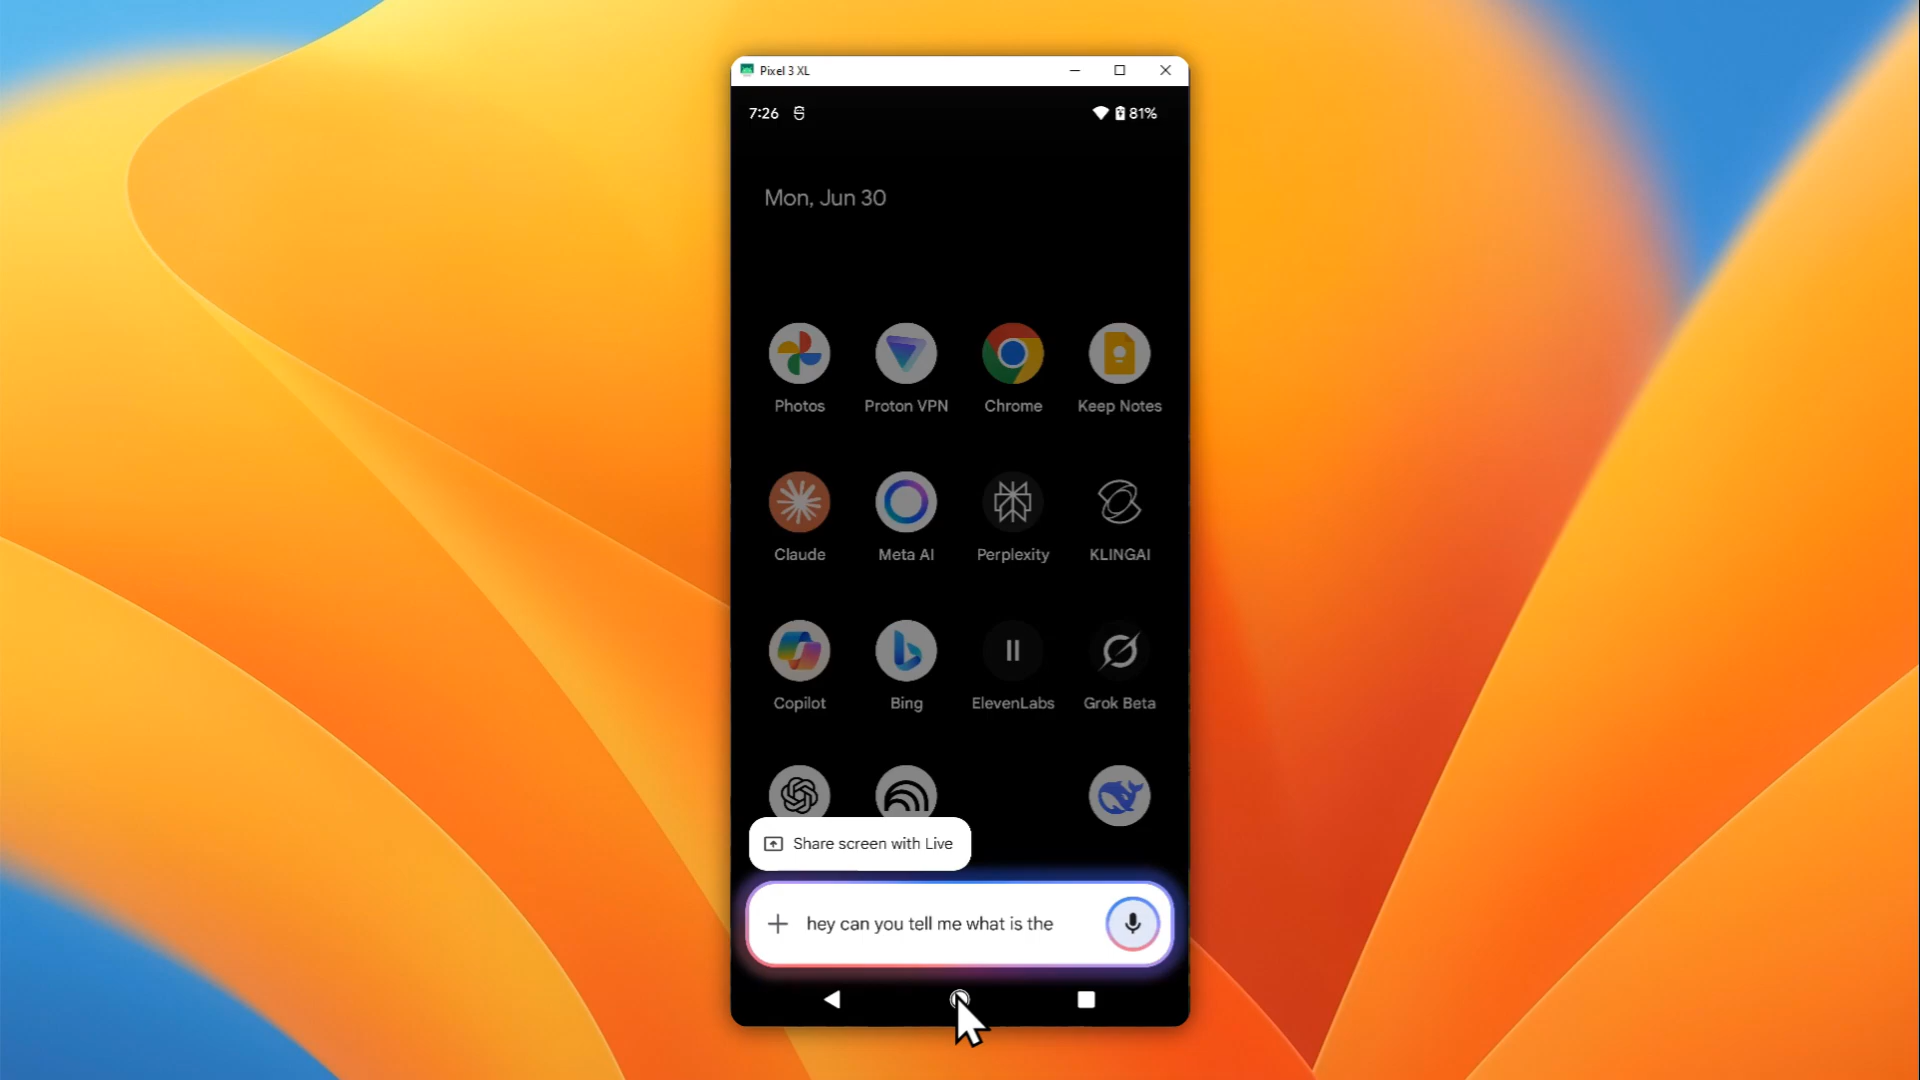 Pixel 3 XL
7:26 81%
Mon, Jun 30
Photos Proton VPN Chrome Keep Notes
Claude Meta AI Perplexity KLINGAI
Copilot Bing ElevenLabs Grok Beta
Share screen with Live
hey can you tell me what is the